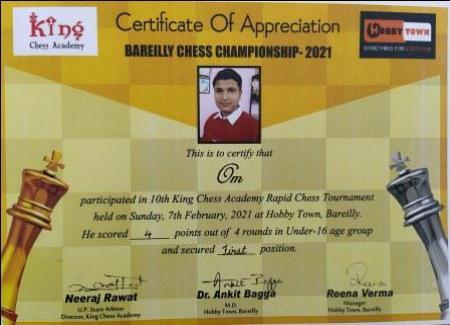 King
Chess Academy
Certificate Of Appreciation
HOBBY TOWN
SOMETHING FOR EVERYONE
BAREILLY CHESS CHAMPIONSHIP- 2021
This is to certify that
Om
participated in 10th King Chess Academy Rapid Chess Tournament
held on Sunday, 7th February, 2021 at Hobby Town, Bareilly.
He scored 4 points out of 4 rounds in Under-16 age group
and secured First position.
Ankit Bagga
Reena
Neeraj Rawat
U.P. State Arbiter
Director, King Chess Academy
Dr. Ankit Bagga
M.D.
Hobby Town, Bareilly
Reena Verma
Manager
Hobby Town, Bareilly